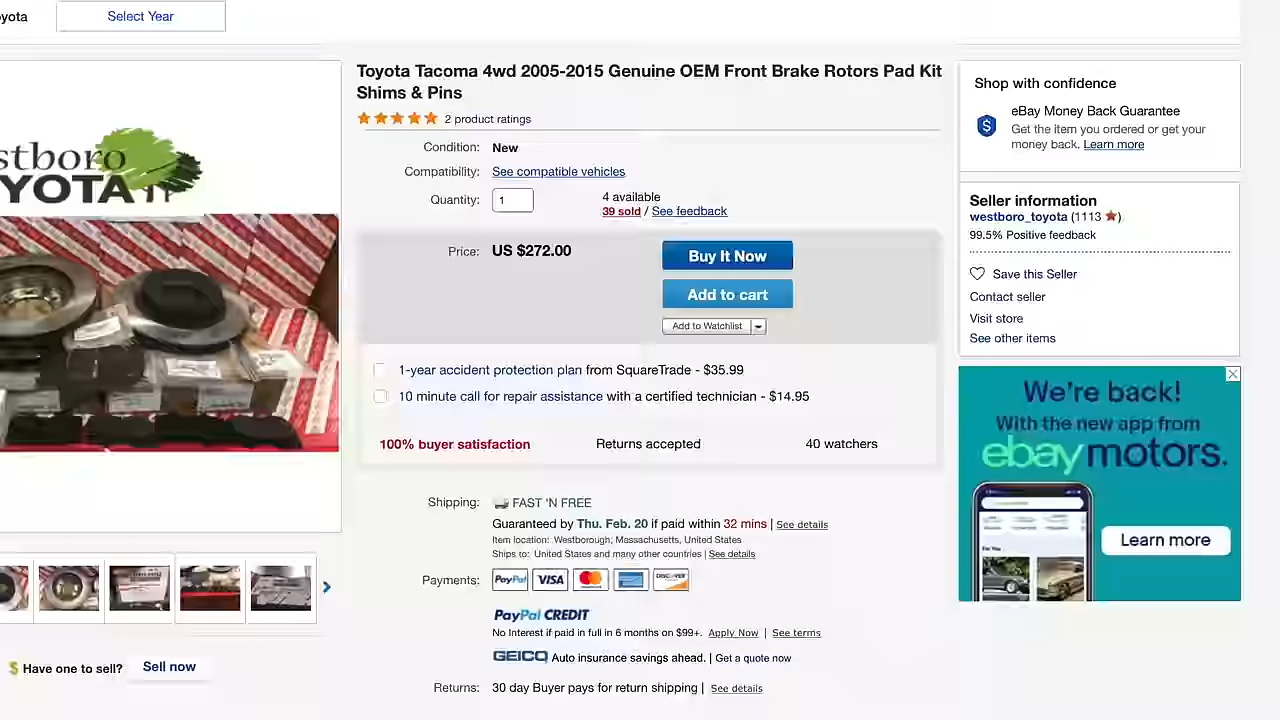 yota
Select Year
Toyota Tacoma 4wd 2005-2015 Genuine OEM Front Brake Rotors Pad Kit
Shims & Pins
2 product ratings
Condition: New
Compatibility: See compatible vehicles
Quantity: 1
4 available
39 sold / See feedback
Price: US $272.00
Buy It Now
Add to cart
Add to Watchlist
1-year accident protection plan from SquareTrade - $35.99
10 minute call for repair assistance with a certified technician - $14.95
100% buyer satisfaction
Returns accepted
40 watchers
Shipping: FAST 'N FREE
Guaranteed by Thu. Feb. 20 if paid within 32 mins | See details
Item location: Westborough, Massachusetts, United States
Ships to: United States and many other countries | See details
Payments: PayPal VISA MasterCard DISCOVER
PayPal CREDIT
No Interest if paid in full in 6 months on $99+. Apply Now | See terms
GEICO Auto insurance savings ahead. | Get a quote now
Returns: 30 day Buyer pays for return shipping | See details
stboro
YOTA
$ Have one to sell? Sell now
Shop with confidence
eBay Money Back Guarantee
Get the item you ordered or get your
money back. Learn more
Seller information
westboro_toyota (1113 )
99.5% Positive feedback
Save this Seller
Contact seller
Visit store
See other items
We're back!
With the new app from
ebay motors.
Learn more